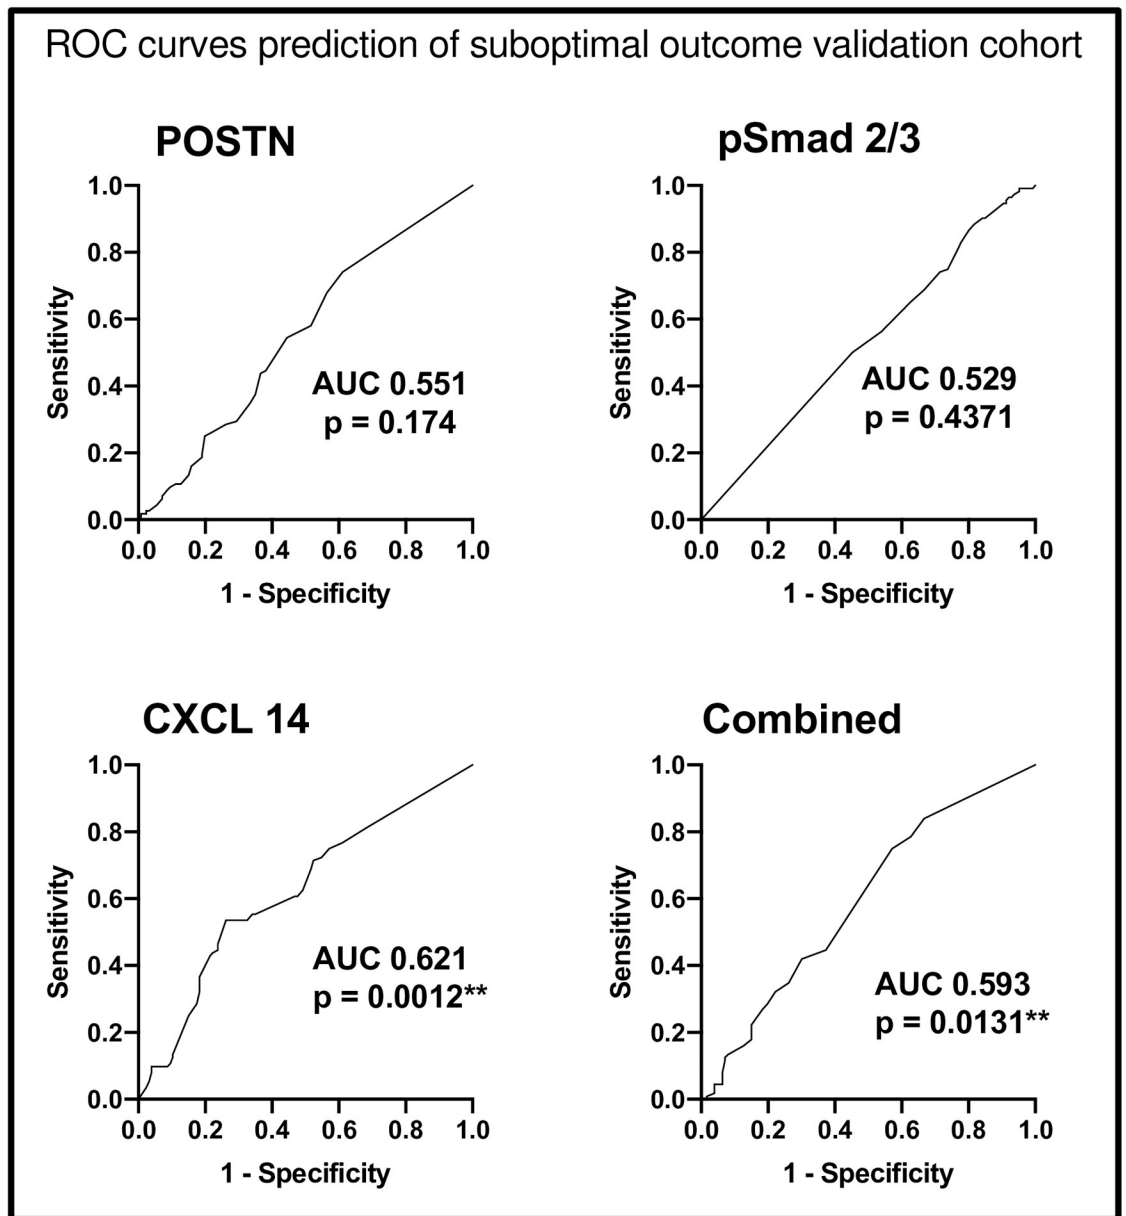 ROC curves prediction of suboptimal outcome validation cohort
POSTN
1.0
0.8
0.6
0.4
0.2
0.0
Sensitivity
AUC 0.551
p = 0.174
0.0 0.2 0.4 0.6 0.8 1.0
1 - Specificity
pSmad 2/3
1.0
0.8
0.6
0.4
0.2
0.0
Sensitivity
AUC 0.529
p = 0.4371
0.0 0.2 0.4 0.6 0.8 1.0
1 - Specificity
CXCL 14
1.0
0.8
0.6
0.4
0.2
0.0
Sensitivity
AUC 0.621
p = 0.0012**
0.0 0.2 0.4 0.6 0.8 1.0
1 - Specificity
Combined
1.0
0.8
0.6
0.4
0.2
0.0
Sensitivity
AUC 0.593
p = 0.0131**
0.0 0.2 0.4 0.6 0.8 1.0
1 - Specificity